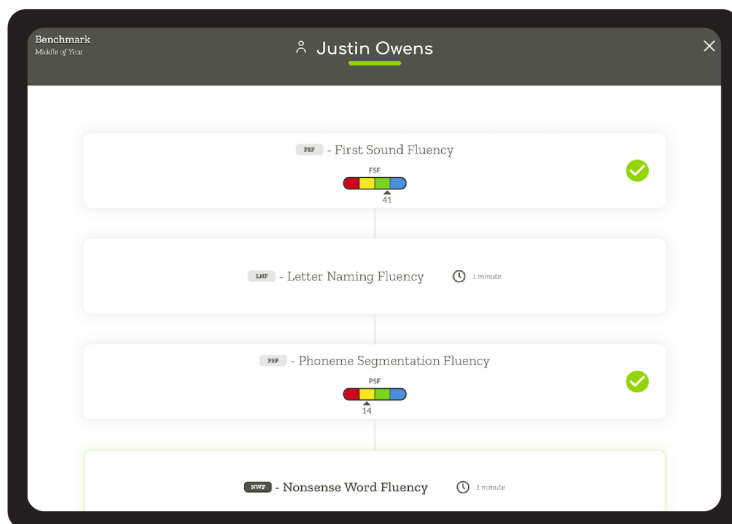 Benchmark
Middle of Year
Justin Owens
FSF - First Sound Fluency
FSF
41
LNF - Letter Naming Fluency 1 minute
PSF - Phoneme Segmentation Fluency
PSF
14
NWF - Nonsense Word Fluency 1 minute